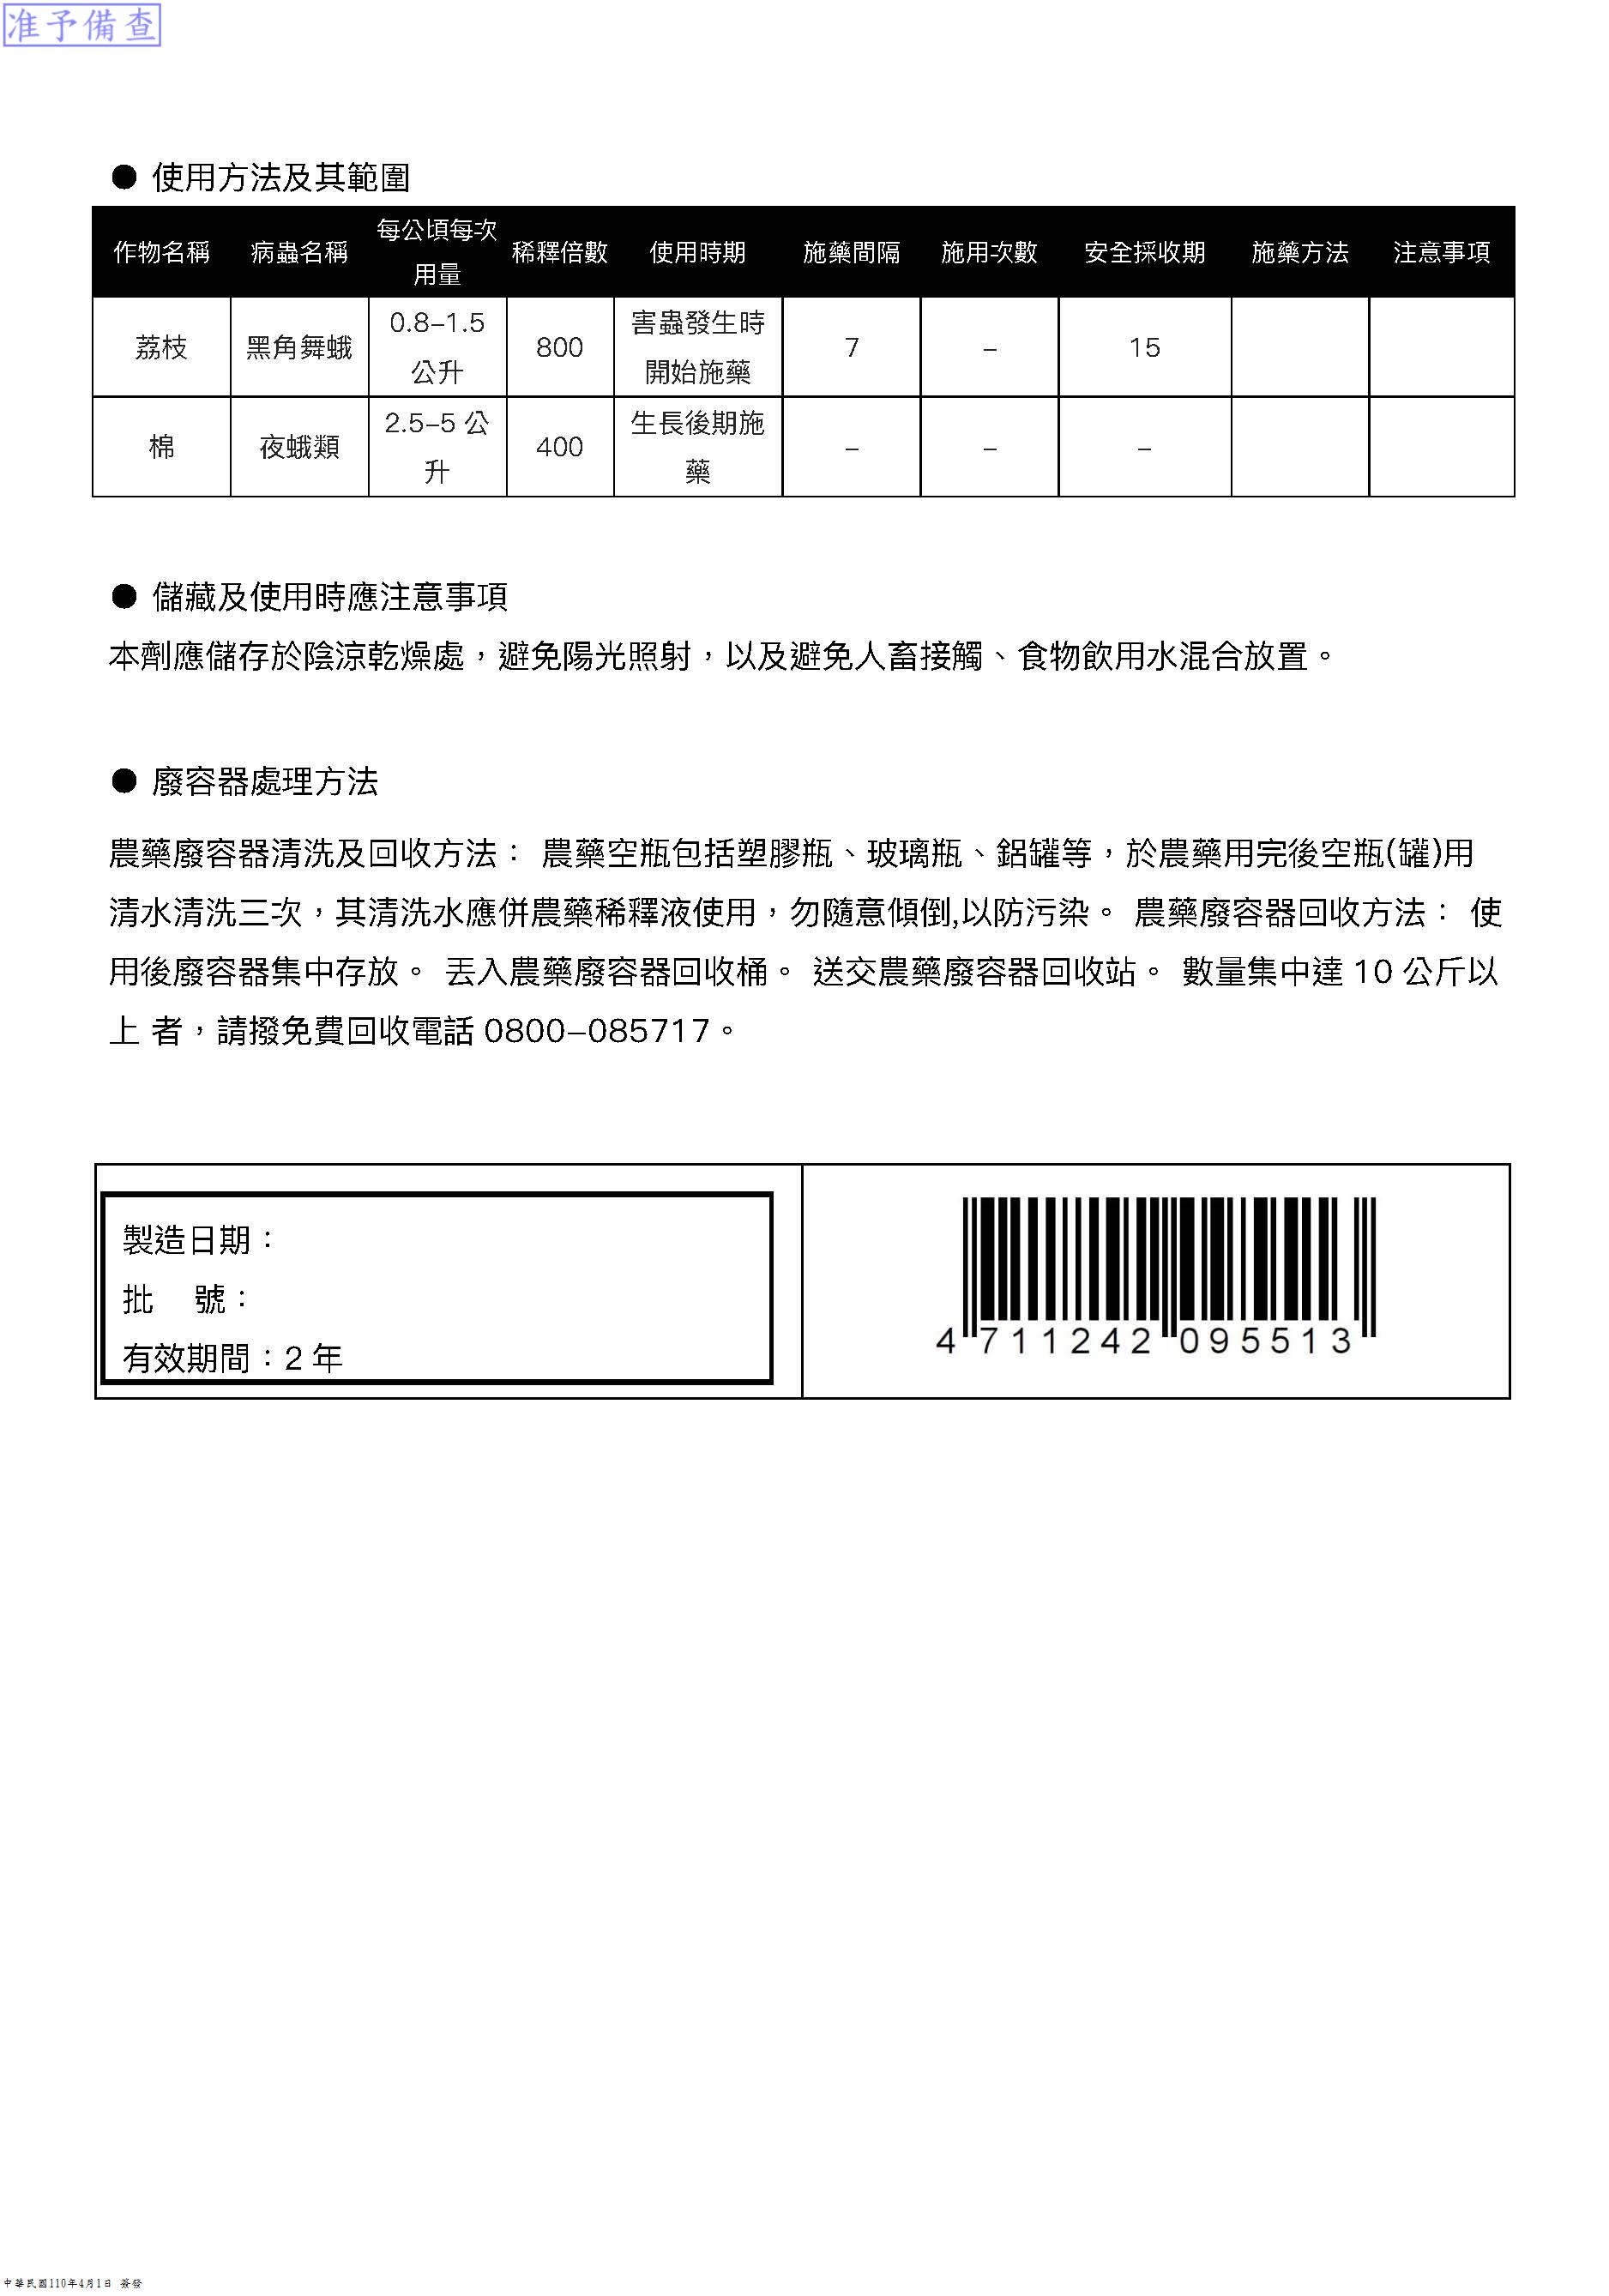 准予備查
● 使用方法及其範圍
作物名稱 病蟲名稱 每公頃每次用量 稀釋倍數 使用時期 施藥間隔 施用次數 安全採收期 施藥方法 注意事項
荔枝 黑角舞蛾 0.8–1.5公升 800 害蟲發生時開始施藥 7 – 15
棉 夜蛾類 2.5–5 公升 400 生長後期施藥 – – –
● 儲藏及使用時應注意事項
本劑應儲存於陰涼乾燥處，避免陽光照射，以及避免人畜接觸、食物飲用水混合放置。
● 廢容器處理方法
農藥廢容器清洗及回收方法： 農藥空瓶包括塑膠瓶、玻璃瓶、鋁罐等，於農藥用完後空瓶(罐)用
清水清洗三次，其清洗水應併農藥稀釋液使用，勿隨意傾倒,以防污染。 農藥廢容器回收方法： 使
用後廢容器集中存放。 丟入農藥廢容器回收桶。 送交農藥廢容器回收站。 數量集中達 10 公斤以
上 者，請撥免費回收電話 0800–085717。
製造日期：
批　號：
有效期間：2 年
4 711242 095513
中華民國110年4月1日 簽發